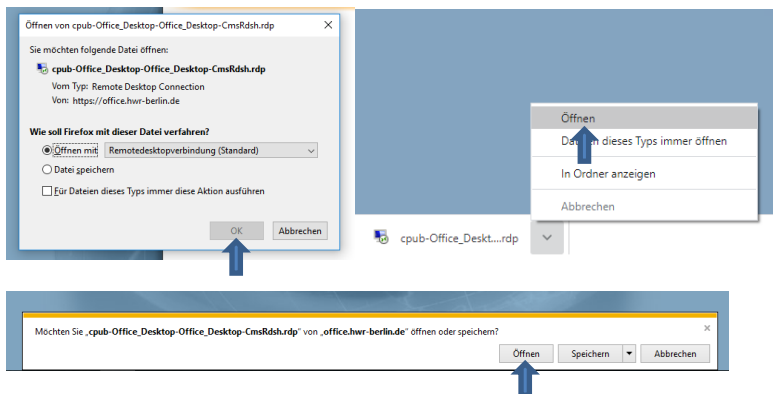 Öffnen von cpub-Office_Desktop-Office_Desktop-CmsRdsh.rdp
Sie möchten folgende Datei öffnen:
cpub-Office_Desktop-Office_Desktop-CmsRdsh.rdp
Vom Typ: Remote Desktop Connection
Von: https://office.hwr-berlin.de
Wie soll Firefox mit dieser Datei verfahren?
Öffnen mit Remotedesktopverbindung (Standard)
Datei speichern
Für Dateien dieses Typs immer diese Aktion ausführen
OK Abbrechen
Öffnen
Dateien dieses Typs immer öffnen
In Ordner anzeigen
Abbrechen
cpub-Office_Deskt....rdp
Möchten Sie „cpub-Office_Desktop-Office_Desktop-CmsRdsh.rdp“ von „office.hwr-berlin.de“ öffnen oder speichern?
Öffnen Speichern Abbrechen